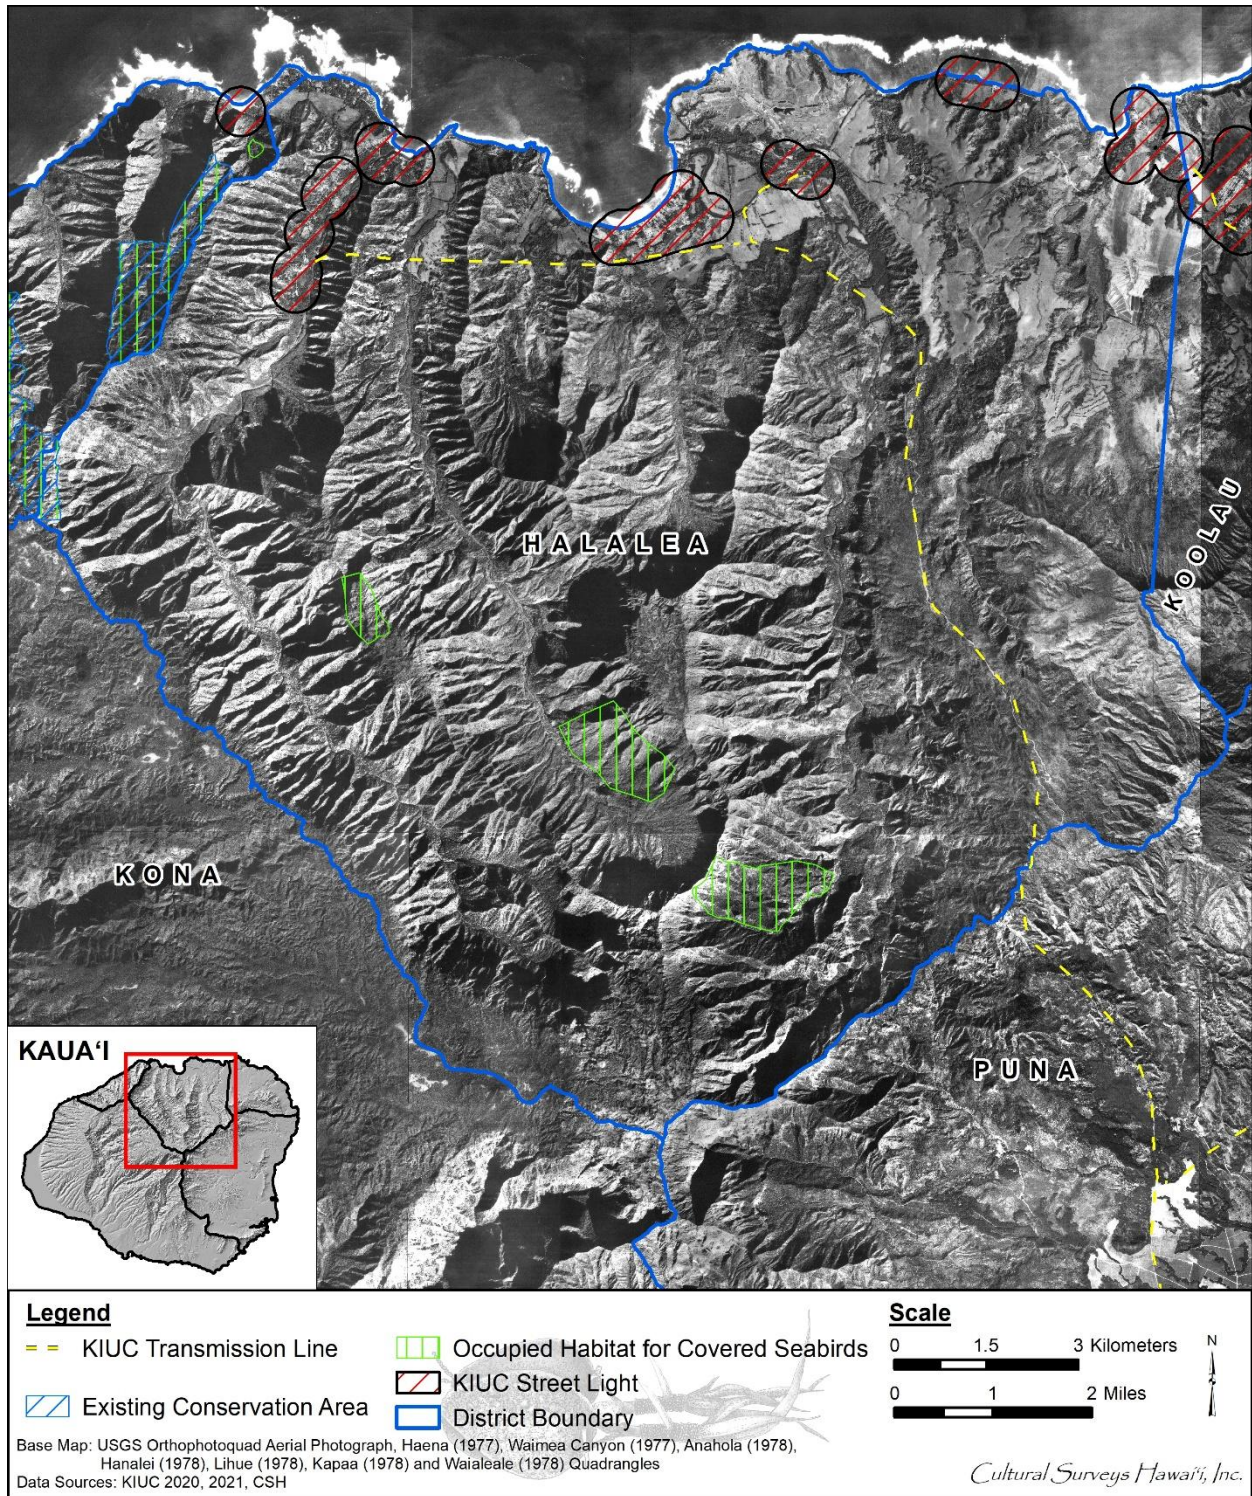 HALALEA
KOOLAU
KONA
PUNA
KAUA‘I
Legend
KIUC Transmission Line
Existing Conservation Area
Occupied Habitat for Covered Seabirds
KIUC Street Light
District Boundary
Scale
0 1.5 3 Kilometers
0 1 2 Miles
N
Base Map: USGS Orthophotoquad Aerial Photograph, Haena (1977), Waimea Canyon (1977), Anahola (1978),
Hanalei (1978), Lihue (1978), Kapaa (1978) and Waialeale (1978) Quadrangles
Data Sources: KIUC 2020, 2021, CSH
Cultural Surveys Hawai‘i, Inc.